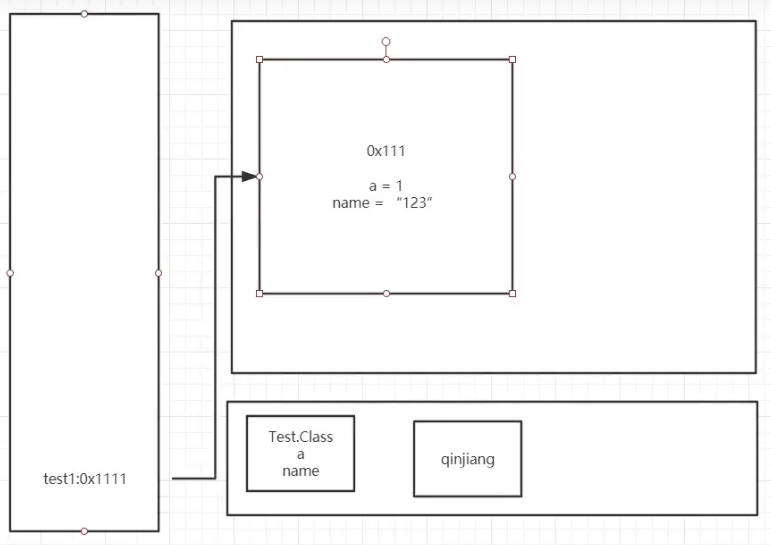 0x111
a = 1
name = “123”
test1:0x1111
Test.Class
a
name
qinjiang